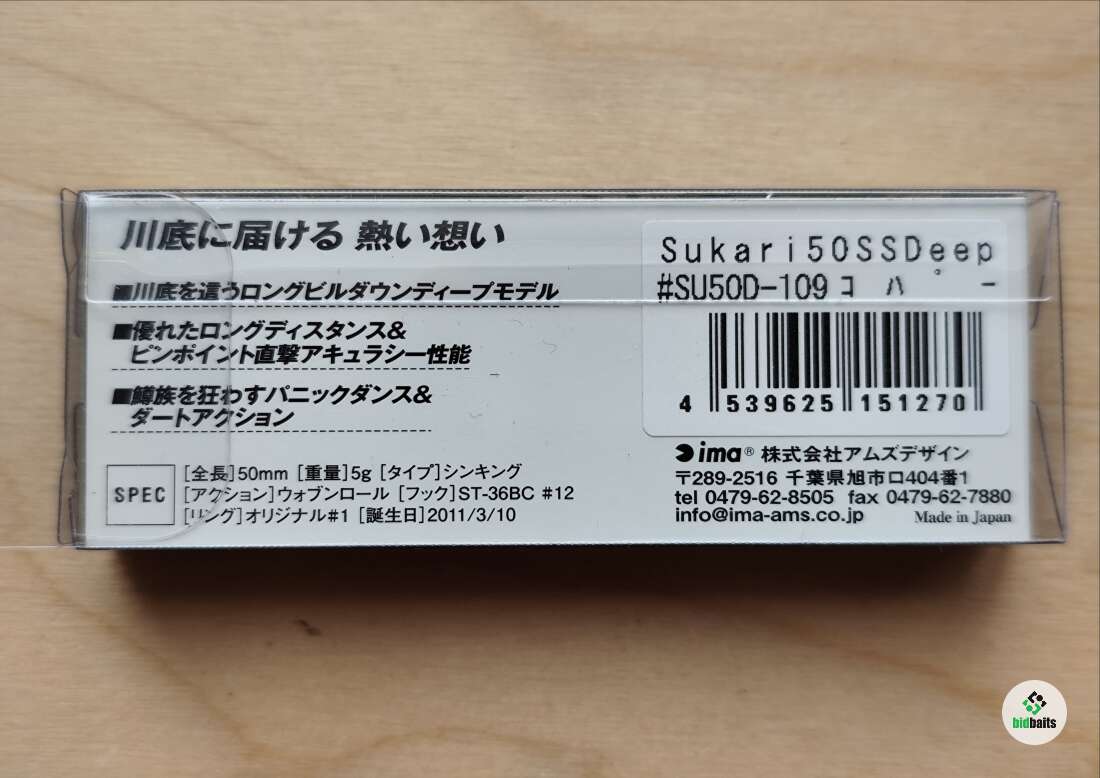 川底に届ける 熱い想い
■川底を這うロングビルダウンディープモデル
■優れたロングディスタンス&
ピンポイント直撃アキュラシー性能
■鱒族を狂わすパニックダンス&
ダートアクション
SPEC
[全長]50mm [重量]5g [タイプ]シンキング
[アクション]ウォブンロール [フック]ST-36BC #12
[リング]オリジナル#1 [誕生日]2011/3/10
Sukari50SSDeep
#SU50D-109 コパー
4 539625 151270
ima® 株式会社アムズデザイン
〒289-2516 千葉県旭市ロ404番1
tel 0479-62-8505 fax 0479-62-7880
info@ima-ams.co.jp Made in Japan
bidbaits